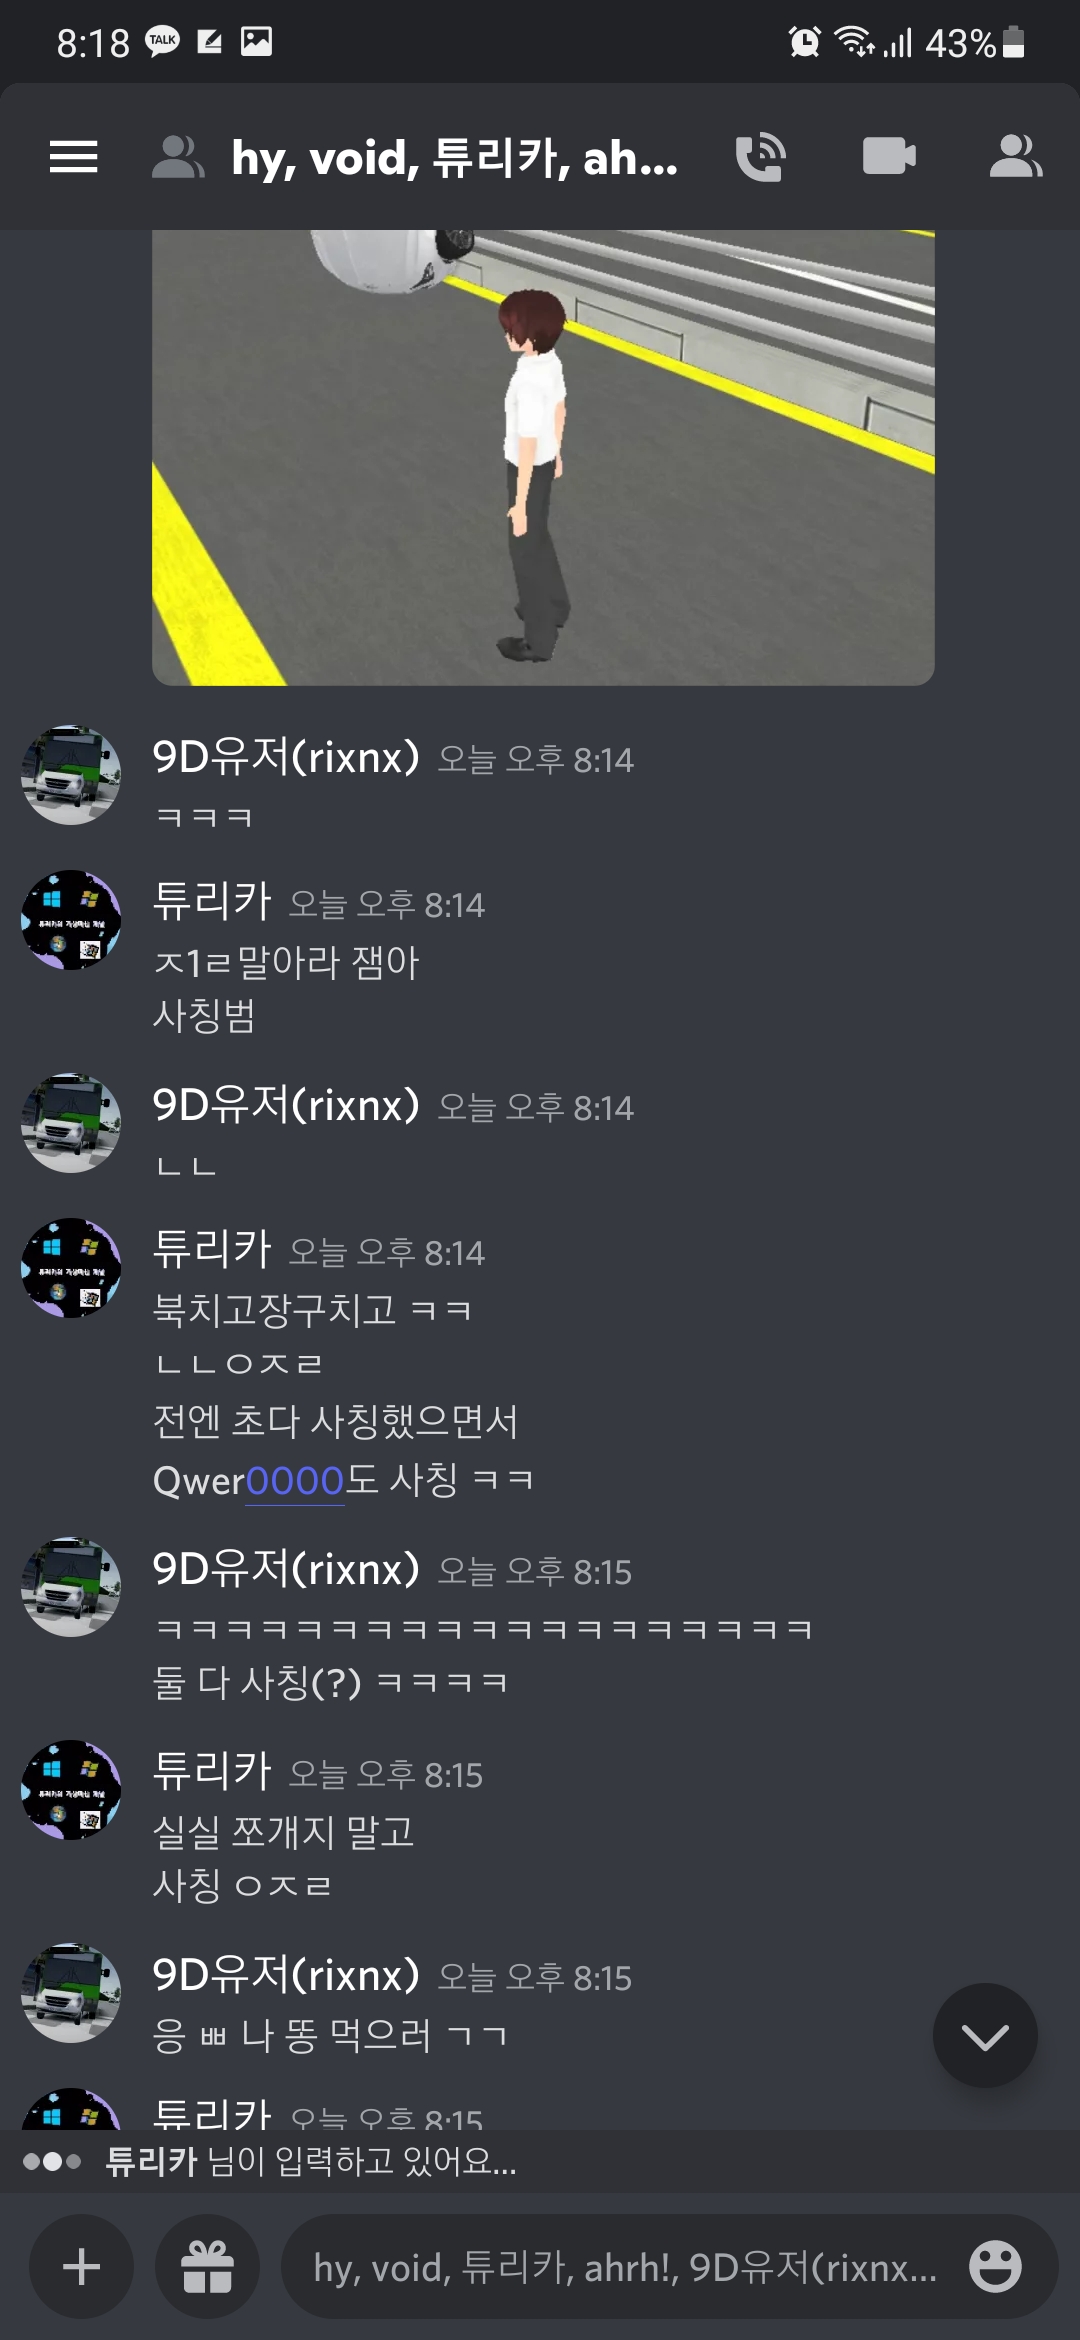 8:18 TALK 43%
hy, void, 튜리카, ah...
9D유저(rixnx) 오늘 오후 8:14
ㅋㅋㅋ
튜리카 오늘 오후 8:14
ㅈ1ㄹ말아라 잼아
사칭범
9D유저(rixnx) 오늘 오후 8:14
ㄴㄴ
튜리카 오늘 오후 8:14
북치고장구치고 ㅋㅋ
ㄴㄴㅇㅈㄹ
전엔 초다 사칭했으면서
Qwer0000도 사칭 ㅋㅋ
9D유저(rixnx) 오늘 오후 8:15
ㅋㅋㅋㅋㅋㅋㅋㅋㅋㅋㅋㅋㅋㅋㅋㅋㅋㅋㅋ
둘 다 사칭(?) ㅋㅋㅋㅋ
튜리카 오늘 오후 8:15
실실 쪼개지 말고
사칭 ㅇㅈㄹ
9D유저(rixnx) 오늘 오후 8:15
응 ㅃ 나 똥 먹으러 ㄱㄱ
튜리카 오늘 오후 8:15
튜리카 님이 입력하고 있어요...
hy, void, 튜리카, ahrh!, 9D유저(rixnx...